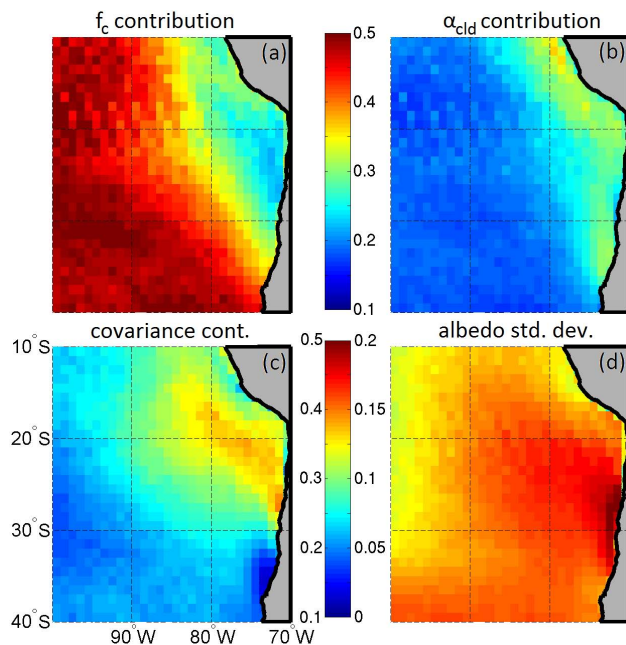 f_c contribution
α_cld contribution
(a)
0.5
0.4
0.3
0.2
0.1
(b)
covariance cont.
albedo std. dev.
10°S
20°S
30°S
40°S
(c)
0.5
0.4
0.3
0.2
0.1
0.2
0.15
0.1
0.05
0
(d)
90°W
80°W
70°W